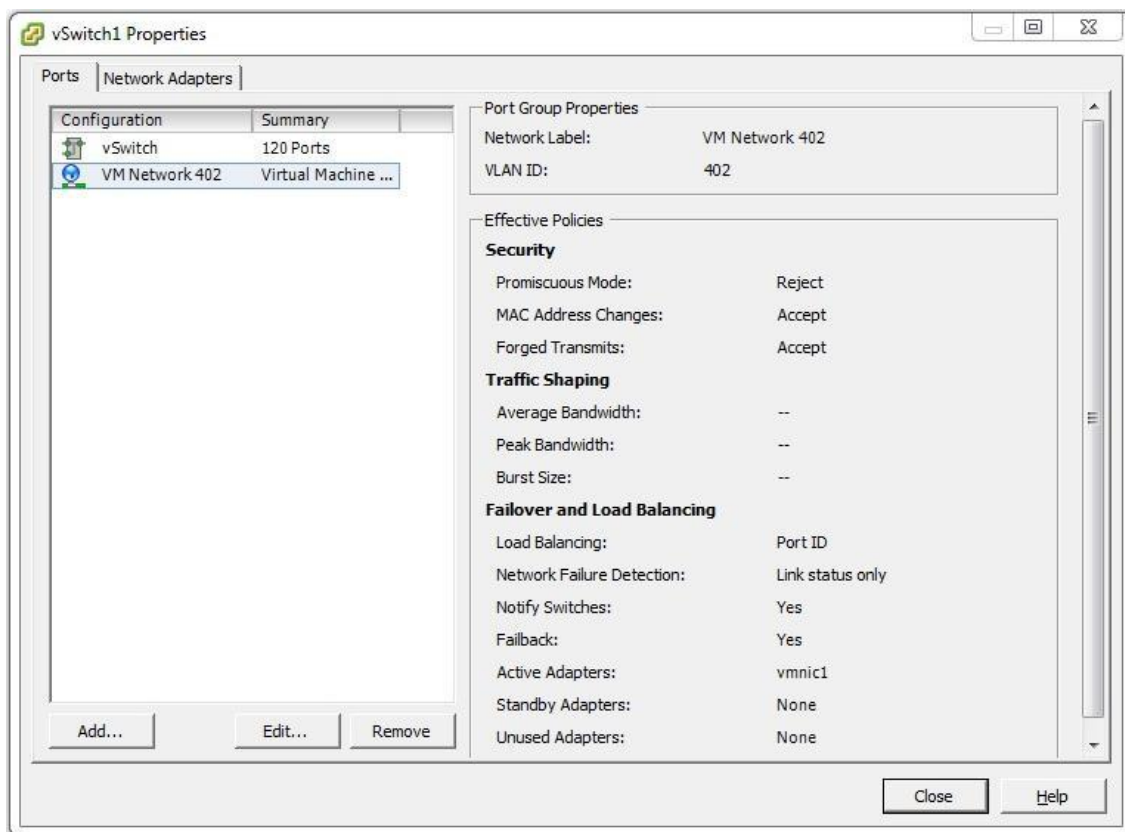 vSwitch1 Properties
Ports
Network Adapters
Configuration Summary
vSwitch 120 Ports
VM Network 402 Virtual Machine ...
Add... Edit... Remove
Port Group Properties
Network Label: VM Network 402
VLAN ID: 402
Effective Policies
Security
Promiscuous Mode: Reject
MAC Address Changes: Accept
Forged Transmits: Accept
Traffic Shaping
Average Bandwidth: --
Peak Bandwidth: --
Burst Size: --
Failover and Load Balancing
Load Balancing: Port ID
Network Failure Detection: Link status only
Notify Switches: Yes
Failback: Yes
Active Adapters: vmnic1
Standby Adapters: None
Unused Adapters: None
Close Help